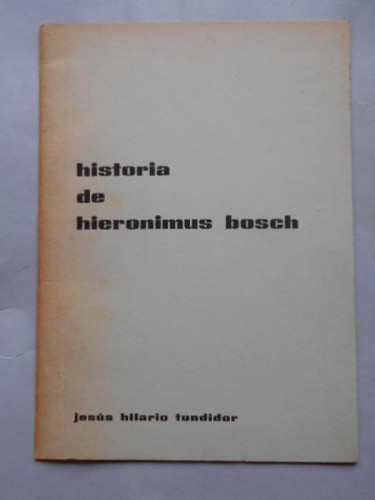 historia
de
hieronimus bosch
jesús hilario tundidor